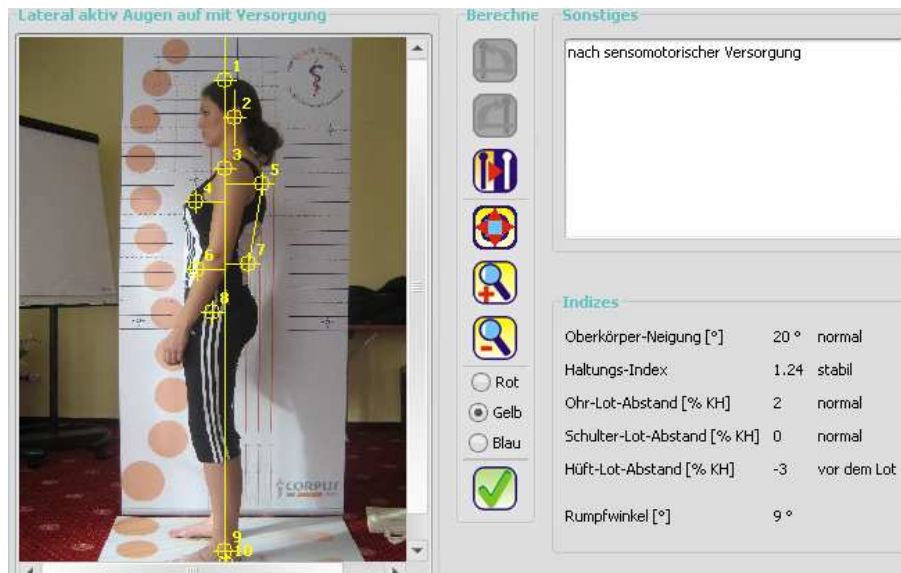 Lateral aktiv Augen auf mit Versorgung
1
2
3
4
5
6
7
8
9
10
CORPUS
Berechne
Rot
Gelb
Blau
Sonstiges
nach sensomotorischer Versorgung
Indizes
Oberkörper-Neigung [°] 20 ° normal
Haltungs-Index 1.24 stabil
Ohr-Lot-Abstand [% KH] 2 normal
Schulter-Lot-Abstand [% KH] 0 normal
Hüft-Lot-Abstand [% KH] -3 vor dem Lot
Rumpfwinkel [°] 9 °